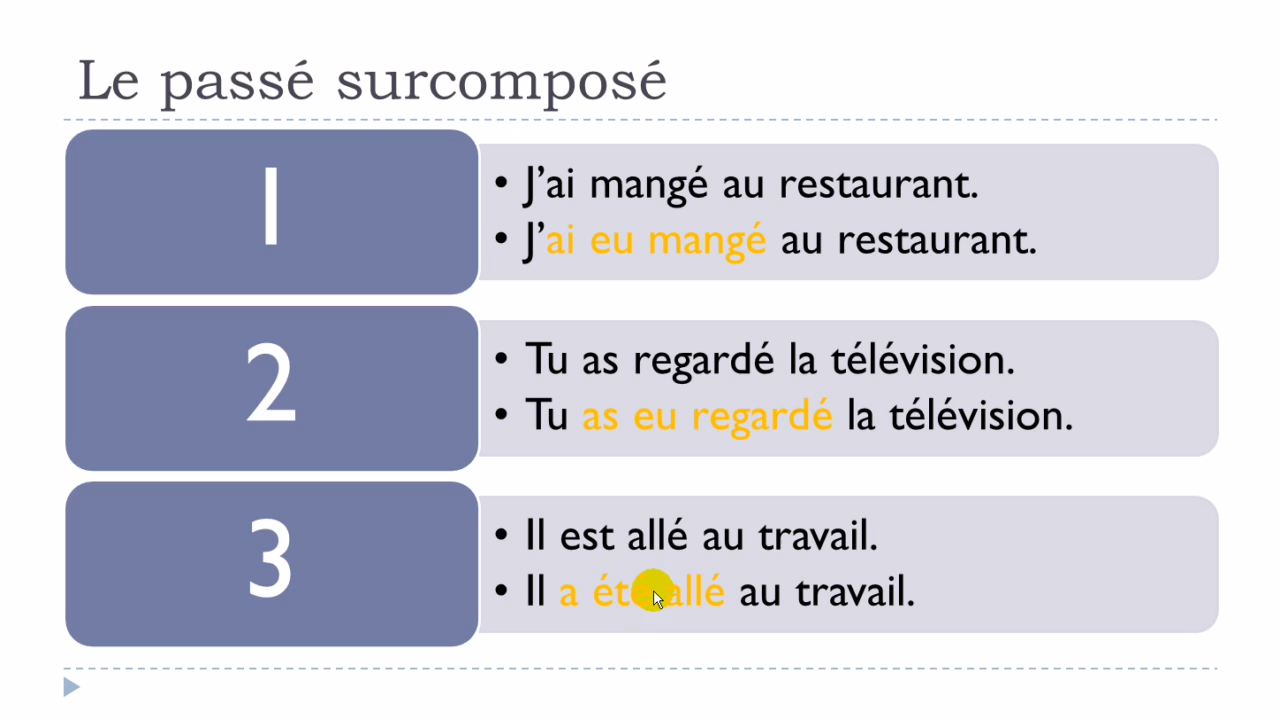 Le passé surcomposé
1
• J’ai mangé au restaurant.
• J’ai eu mangé au restaurant.
2
• Tu as regardé la télévision.
• Tu as eu regardé la télévision.
3
• Il est allé au travail.
• Il a été allé au travail.